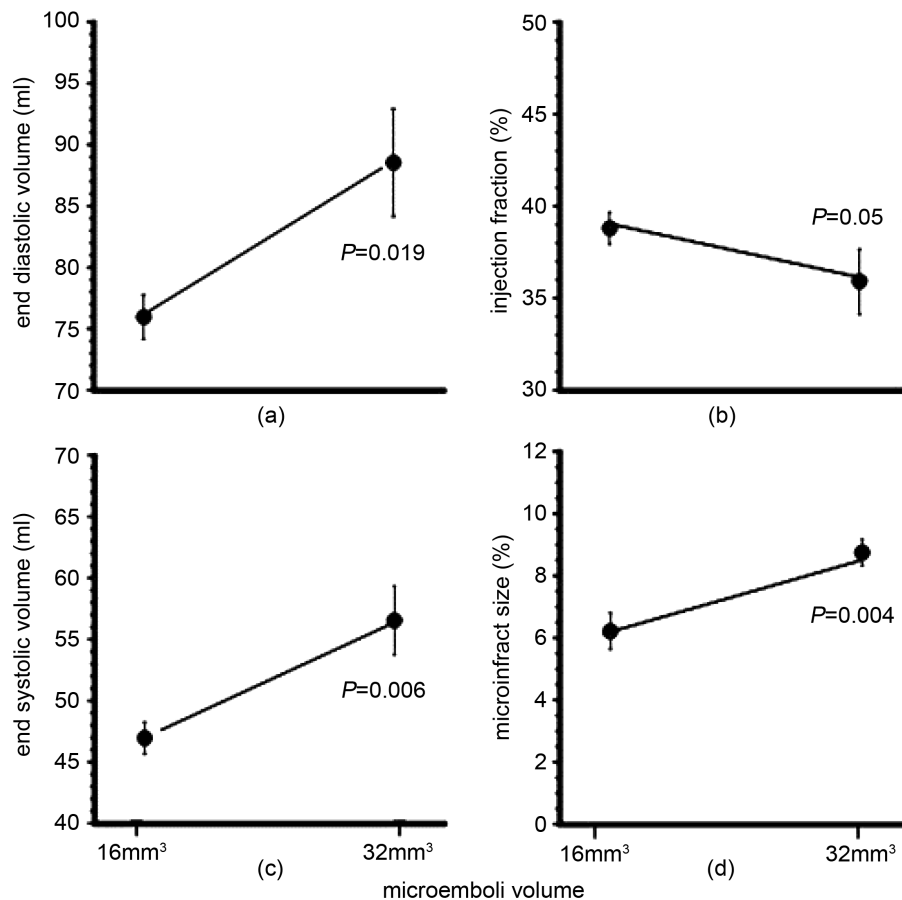 100
95
90
85
80
75
70
end diastolic volume (ml)
P=0.019
(a)
50
45
40
35
30
injection fraction (%)
P=0.05
(b)
70
65
60
55
50
45
40
end systolic volume (ml)
P=0.006
16mm³
32mm³
(c)
12
10
8
6
4
2
0
microinfract size (%)
P=0.004
16mm³
32mm³
(d)
microemboli volume